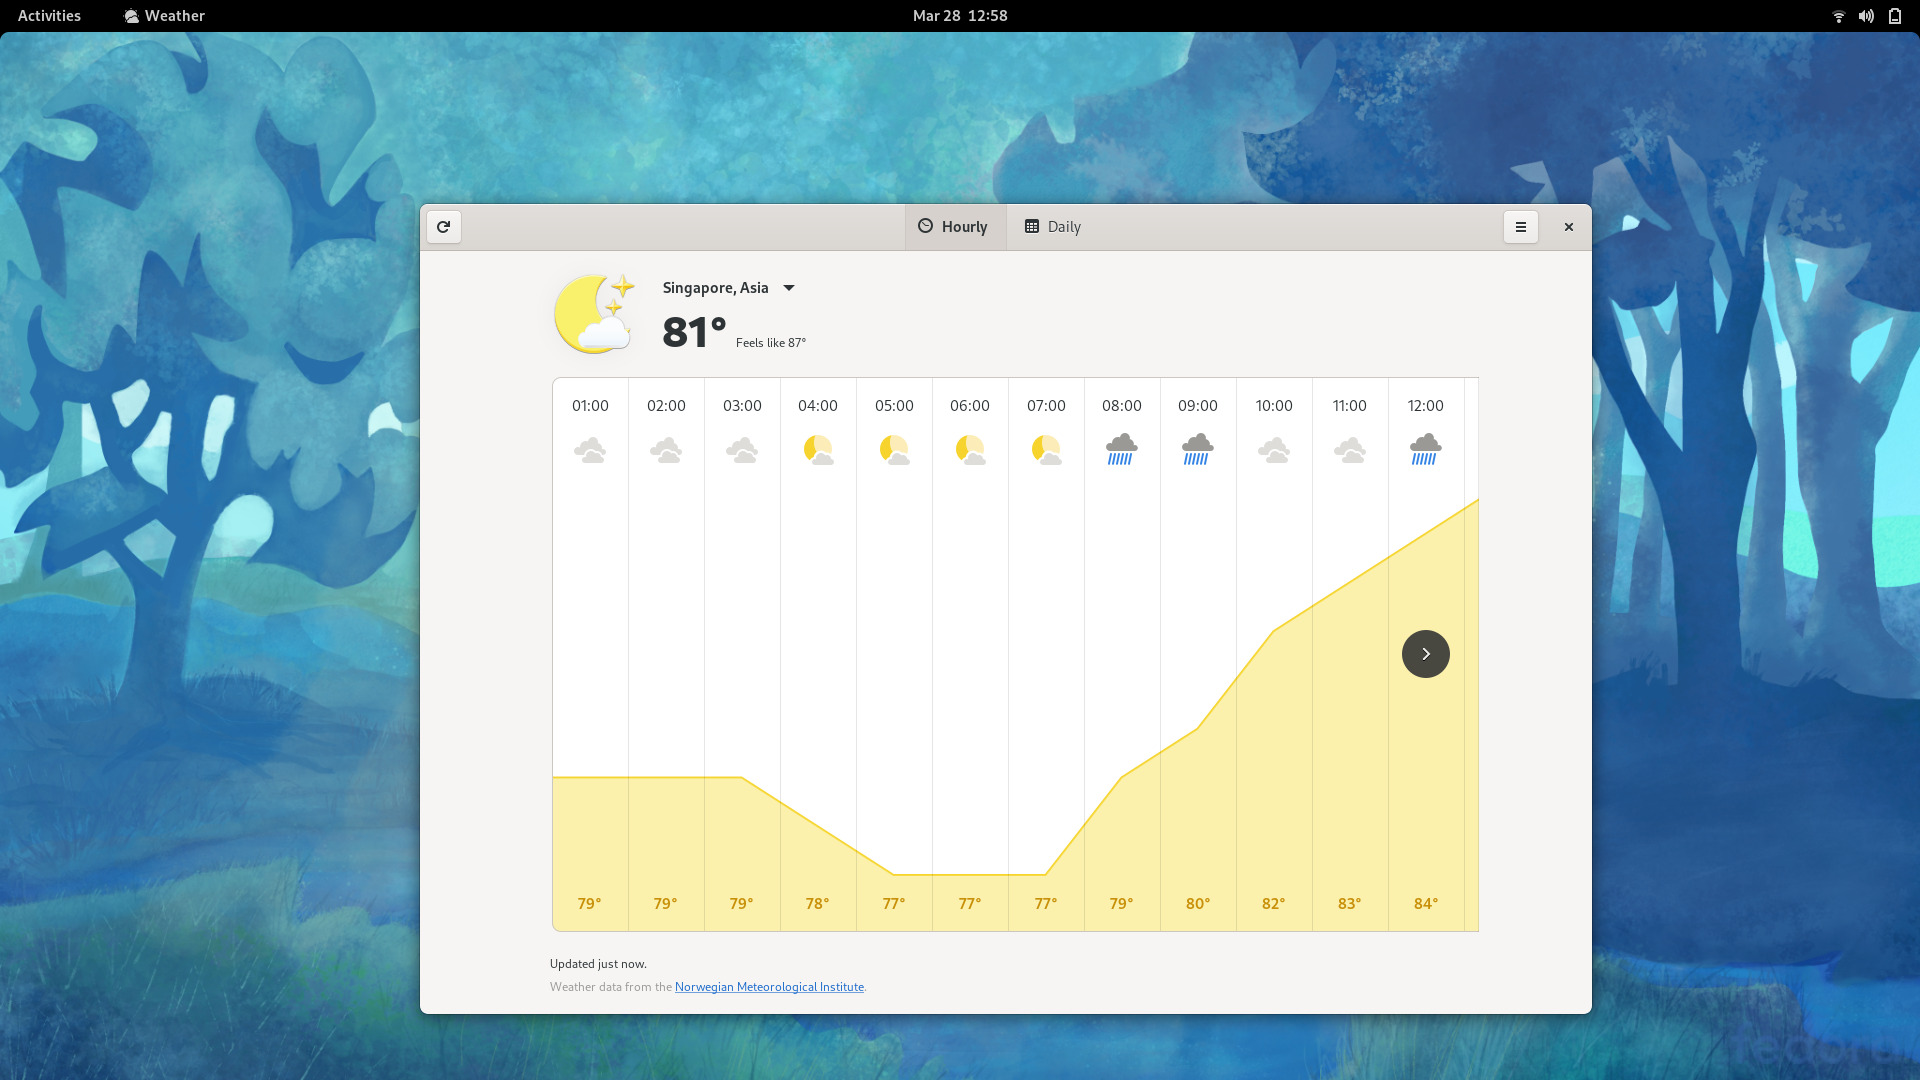 Activities Weather Mar 28 12:58
Hourly Daily
Singapore, Asia
81° Feels like 87°
01:00 02:00 03:00 04:00 05:00 06:00 07:00 08:00 09:00 10:00 11:00 12:00
79° 79° 79° 78° 77° 77° 77° 79° 80° 82° 83° 84°
Updated just now.
Weather data from the Norwegian Meteorological Institute.
fedora